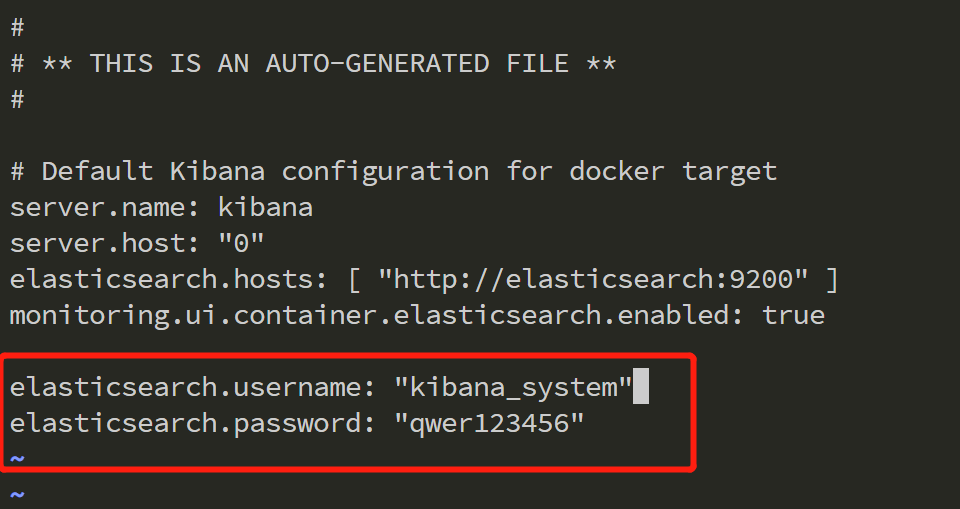 #
# ** THIS IS AN AUTO-GENERATED FILE **
#
# Default Kibana configuration for docker target
server.name: kibana
server.host: "0"
elasticsearch.hosts: [ "http://elasticsearch:9200" ]
monitoring.ui.container.elasticsearch.enabled: true
elasticsearch.username: "kibana_system"
elasticsearch.password: "qwer123456"
~
~